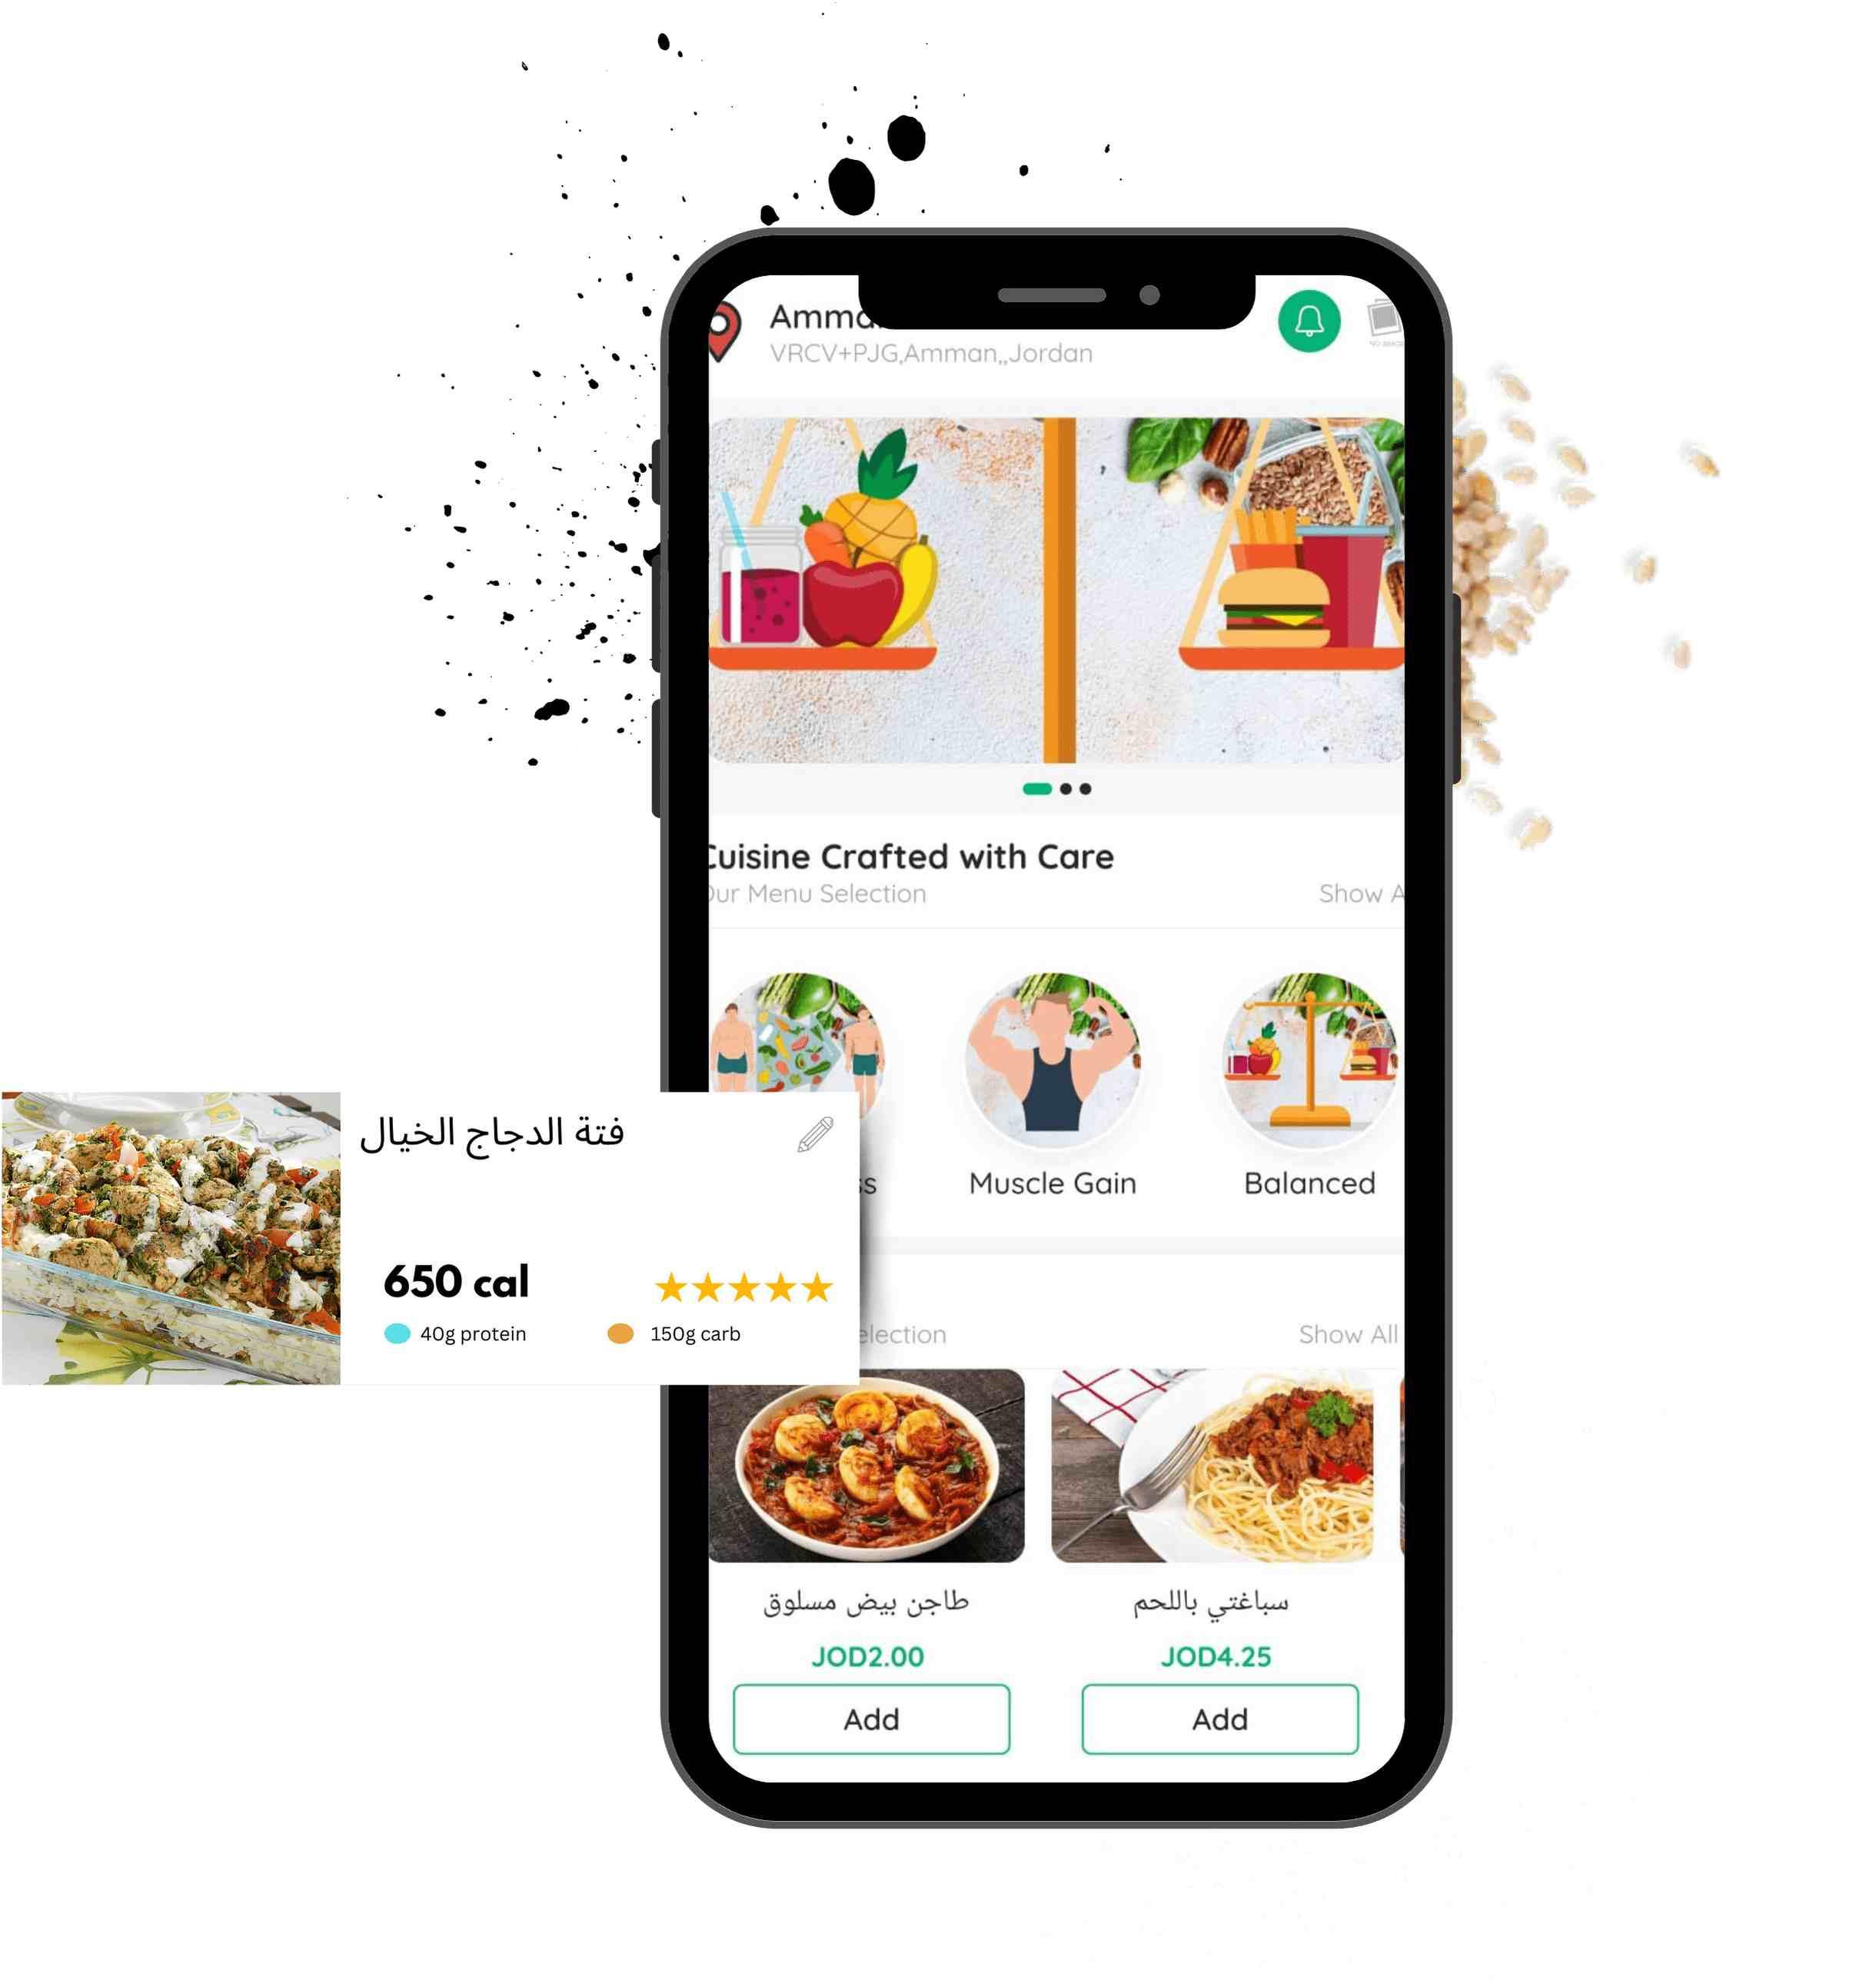 Amma
VRCV+PJG,Amman,,Jordan
Cuisine Crafted with Care
Our Menu Selection
Show A
ss
Muscle Gain
Balanced
فتة الدجاج الخيال
650 cal
40g protein
150g carb
election
Show All
طاجن بيض مسلوق
سباغتي باللحم
JOD2.00
JOD4.25
Add
Add